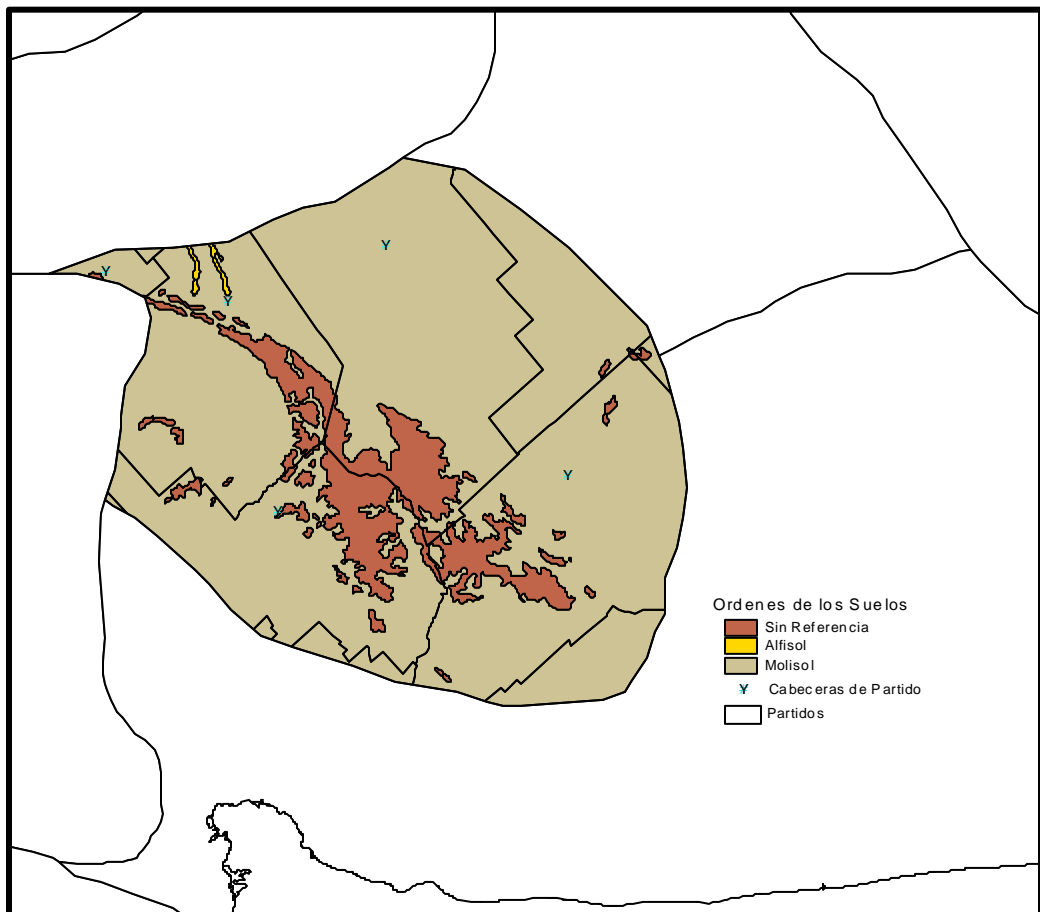 Ordenes de los Suelos
Sin Referencia
Alfisol
Molisol
Cabeceras de Partido
Partidos